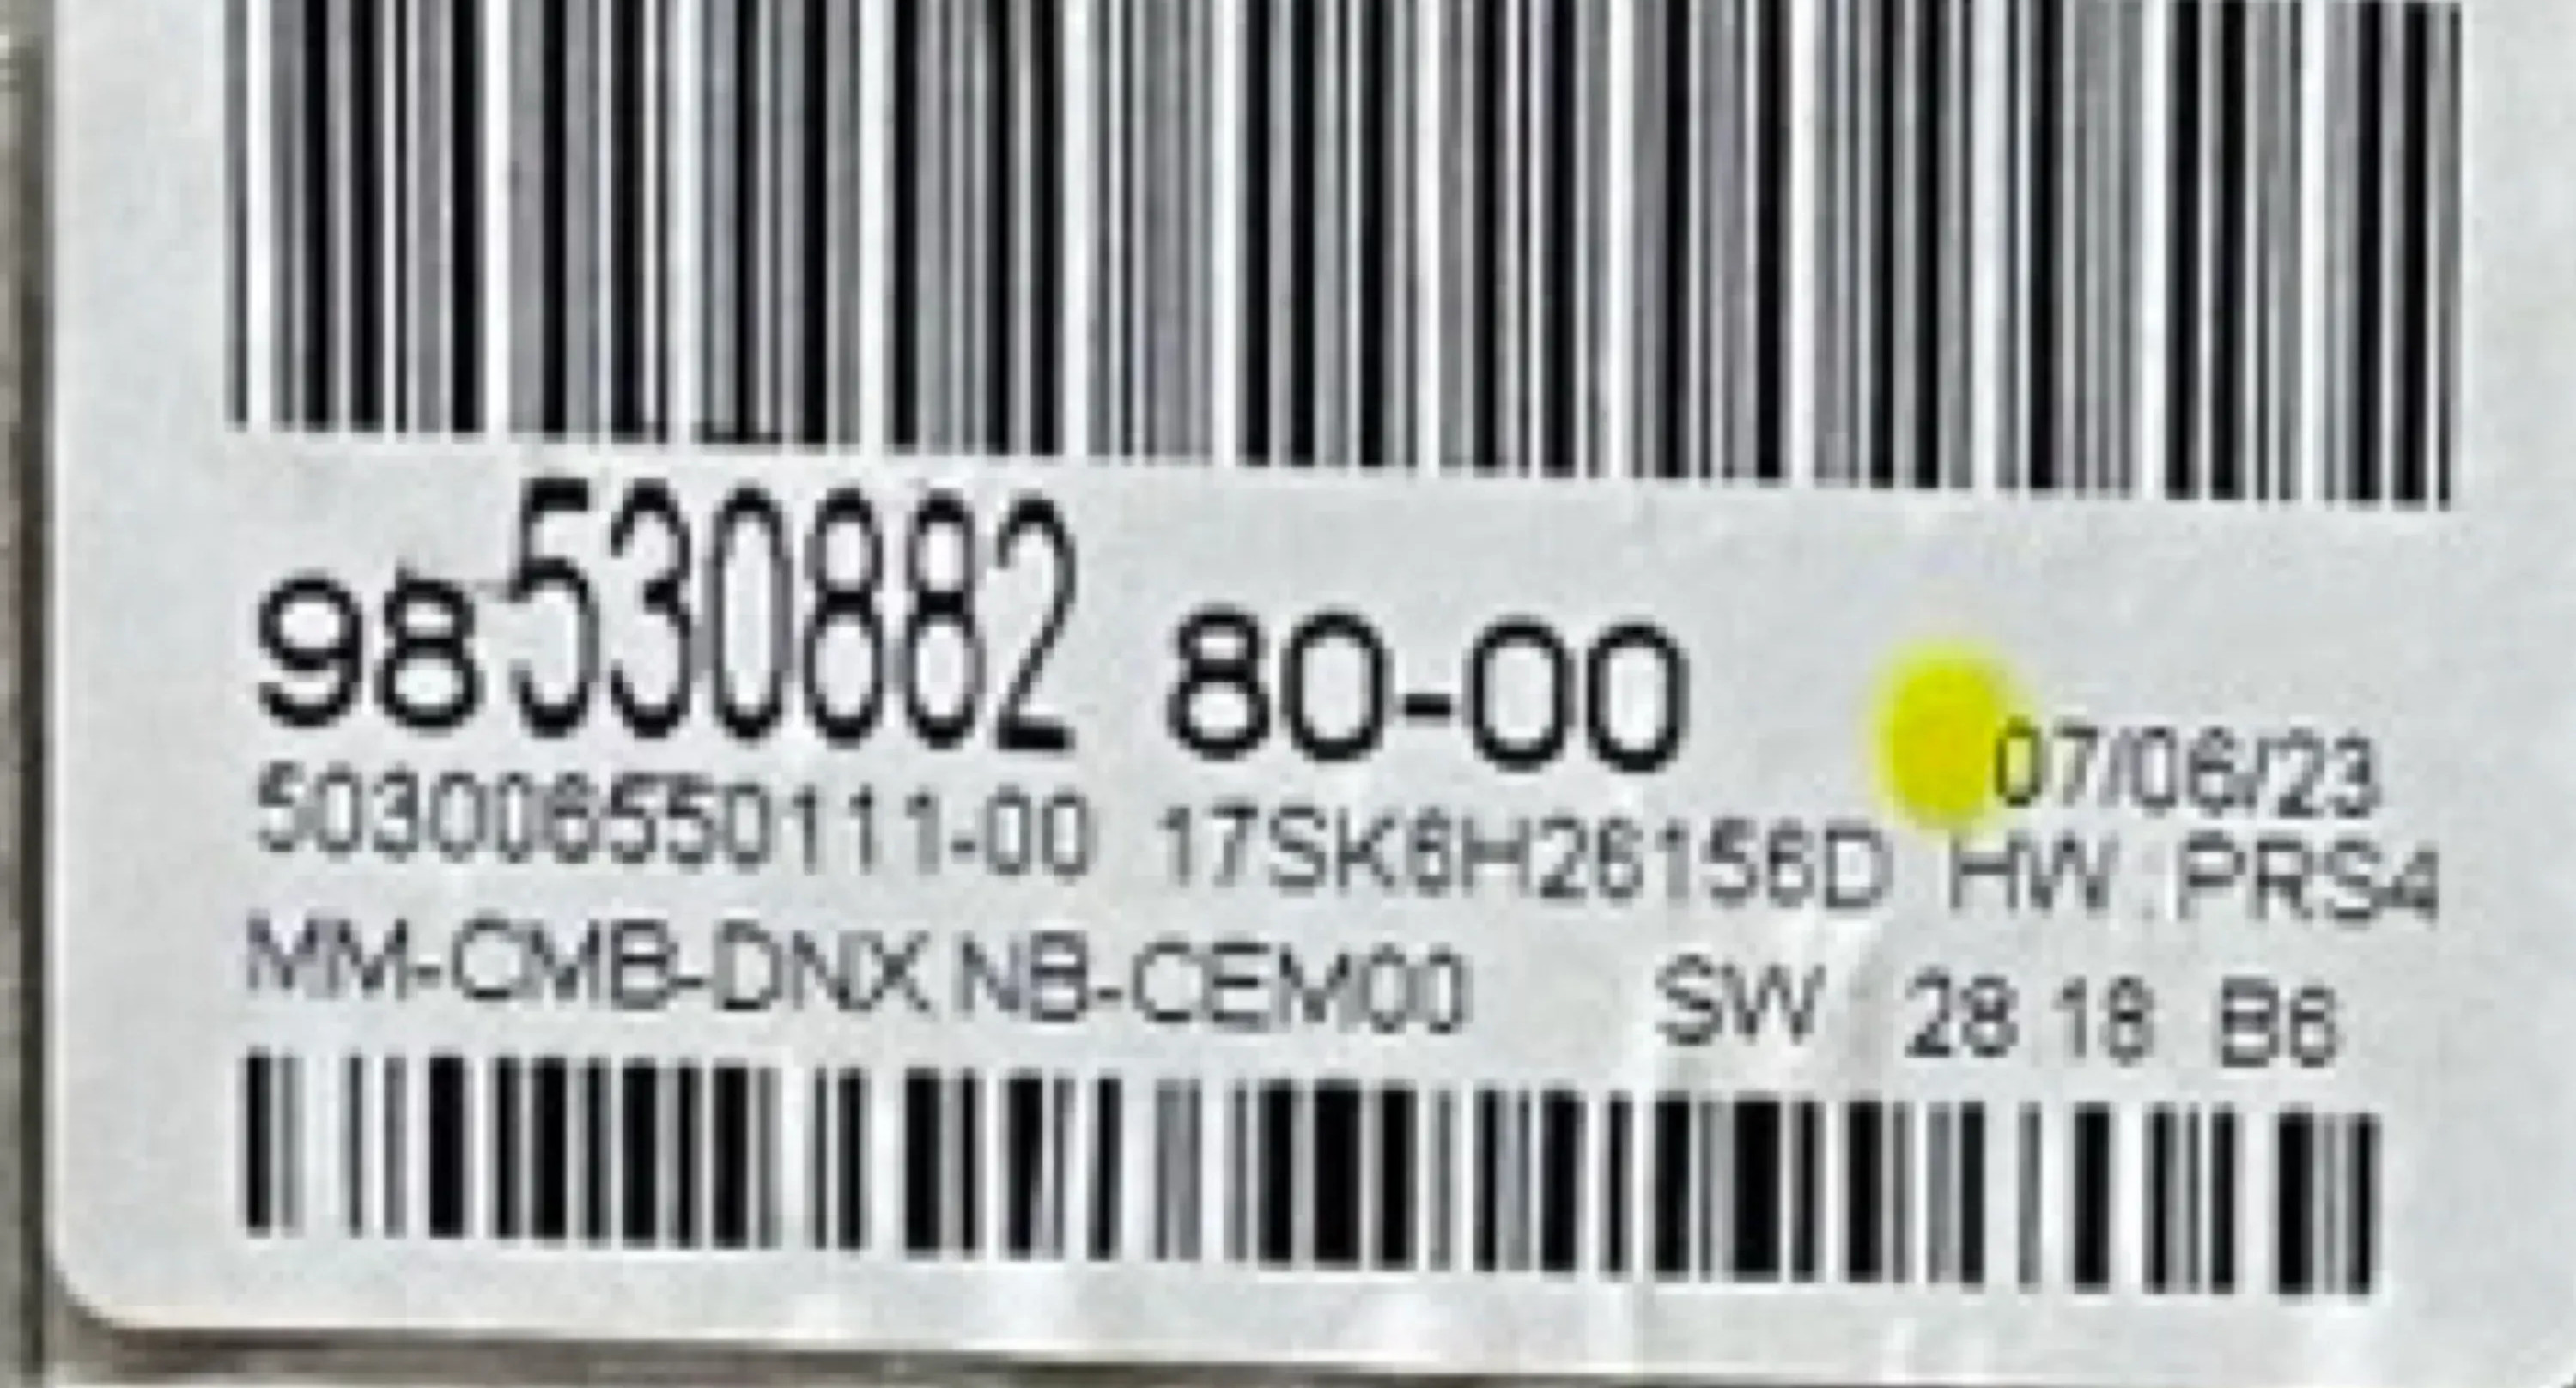 98 530882 80-00
07/06/23
503006550111-00 17SK6H26156D HW : PRS4
MM-CMB-DNX NB-CEM00 SW : 28 18 B6